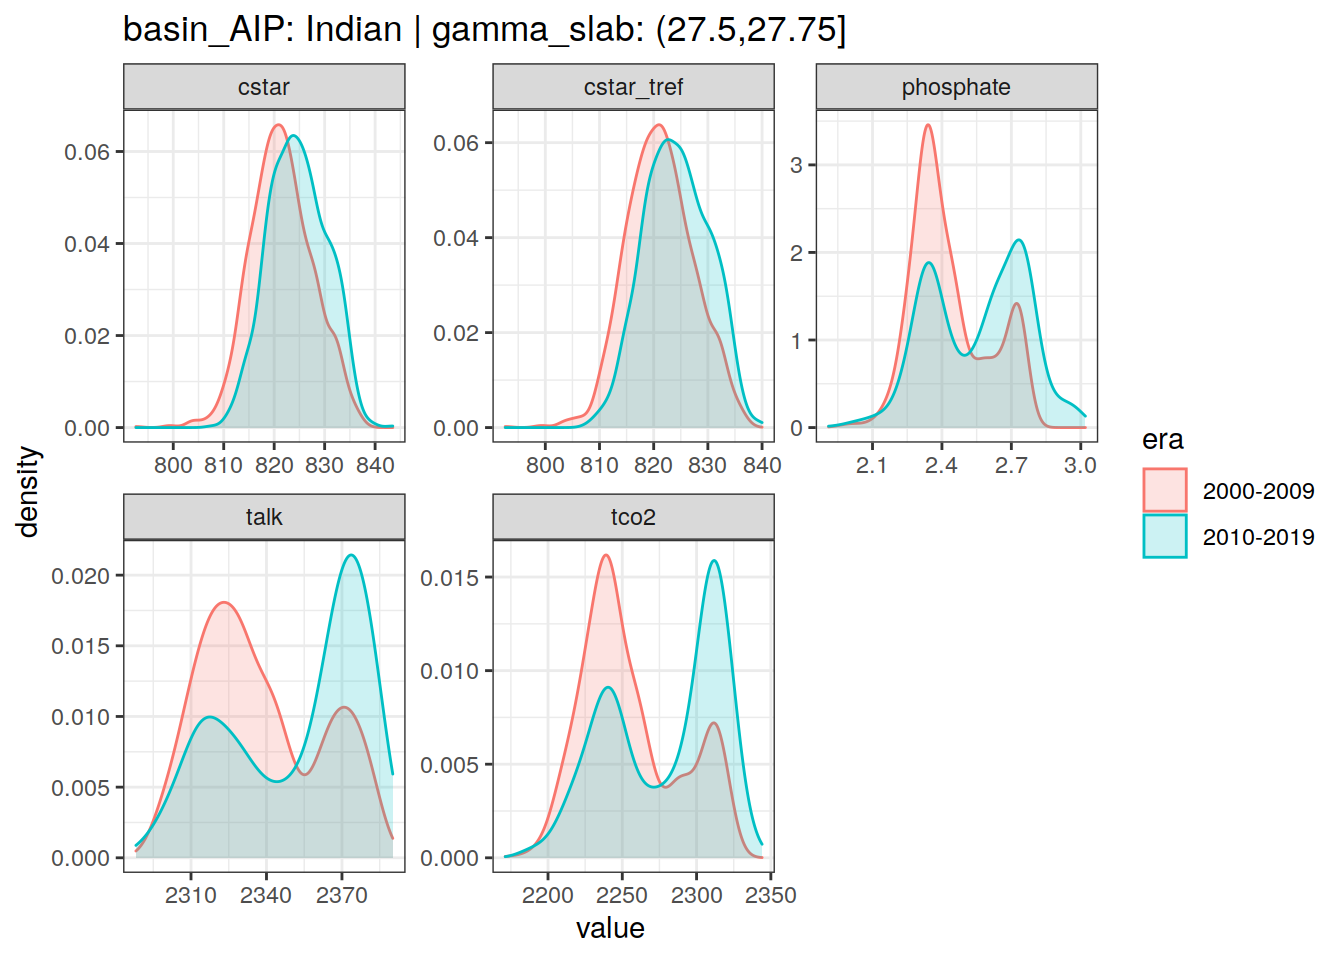 basin_AIP: Indian | gamma_slab: (27.5,27.75]
cstar
cstar_tref
phosphate
0.06
0.04
0.02
0.00
800 810 820 830 840
0.06
0.04
0.02
0.00
800 810 820 830 840
3
2
1
0
2.1 2.4 2.7 3.0
density
talk
tco2
0.020
0.015
0.010
0.005
0.000
2310 2340 2370
0.015
0.010
0.005
0.000
2200 2250 2300 2350
value
era
2000-2009
2010-2019